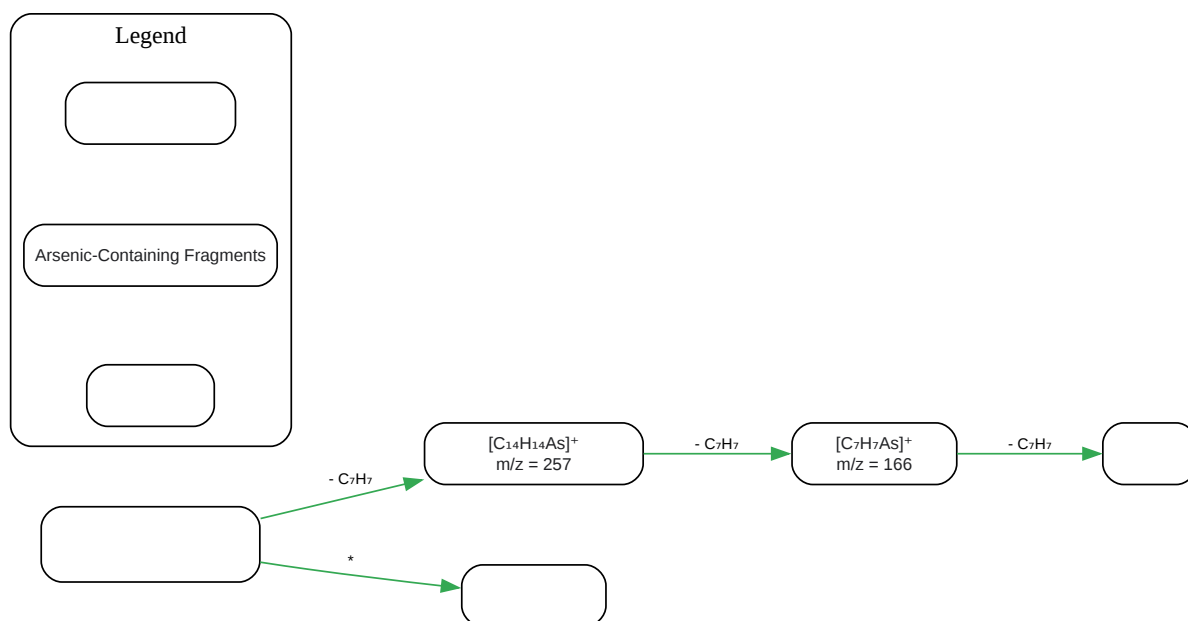 Legend
Arsenic-Containing Fragments
[C₁₄H₁₄As]⁺
m/z = 257
- C₇H₇
[C₇H₇As]⁺
m/z = 166
- C₇H₇
- C₇H₇
*